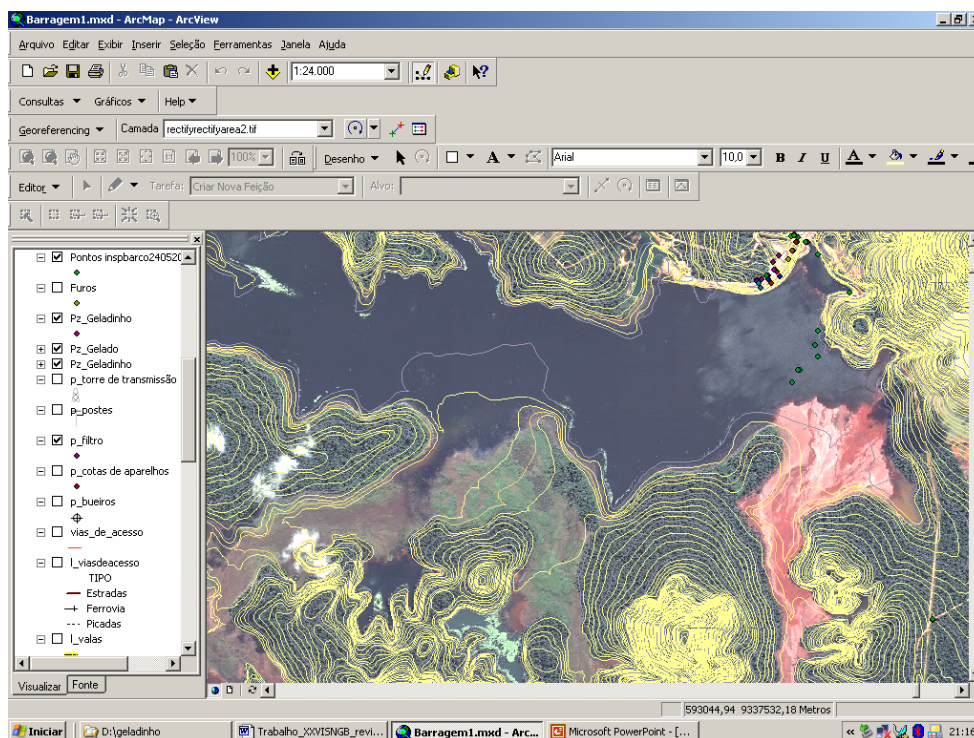 Barragem1.mxd - ArcMap - ArcView
Arquivo Editar Exibir Inserir Seleção Ferramentas Janela Ajuda
1:24.000
Consultas Gráficos Help
Georeferencing Camada rectifyrectifyarea2.tif
100% Desenho A Arial 10,0 B I U A
Editor Tarefa: Criar Nova Feição Alvo:
Pontos inspbarco240520
Furos
Pz_Geladinho
Pz_Gelado
Pz_Geladinho
p_torre de transmissão
p_postes
p_filtro
p_cotas de aparelhos
p_bueiros
vias_de_acesso
l_viasdeacesso
TIPO
Estradas
Ferrovia
Picadas
l_valas
Visualizar Fonte
593044,94 9337532,18 Metros
Iniciar D:\geladinho Trabalho_XXVISNGB_revi... Barragem1.mxd - Arc... Microsoft PowerPoint - [... «